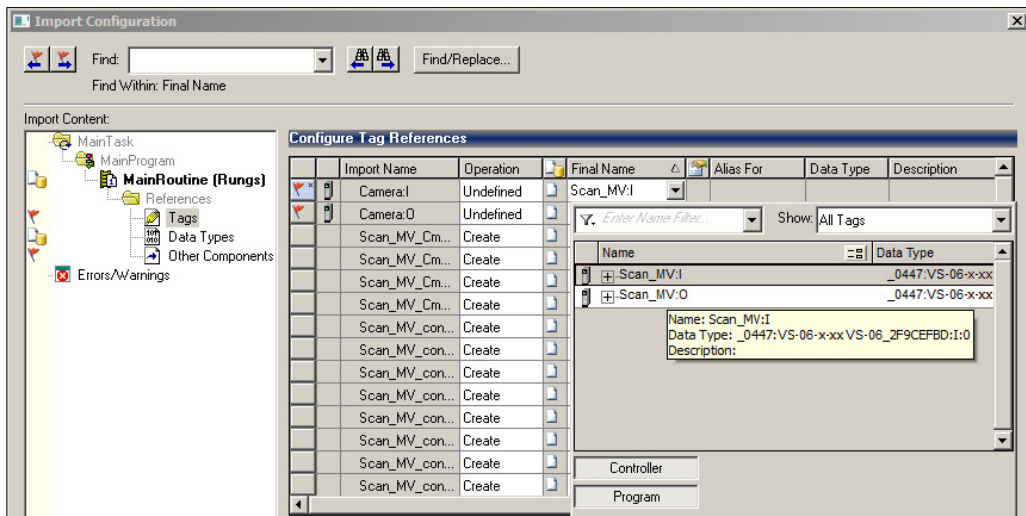 Import Configuration
Find:
Find/Replace...
Find Within: Final Name
Import Content:
MainTask
MainProgram
MainRoutine (Rungs)
References
Tags
Data Types
Other Components
Errors/Warnings
Configure Tag References
Import Name Operation Final Name Alias For Data Type Description
Camera:I Undefined Scan_MV:I
Camera:O Undefined
Scan_MV_Cm... Create
Scan_MV_Cm... Create
Scan_MV_Cm... Create
Scan_MV_Cm... Create
Scan_MV_con... Create
Scan_MV_con... Create
Scan_MV_con... Create
Scan_MV_con... Create
Scan_MV_con... Create
Scan_MV_con... Create
Scan_MV_con... Create
Scan_MV_con... Create
Enter Name Filter... Show: All Tags
Name Data Type
Scan_MV:I _0447:VS-06-x-xx
Scan_MV:O _0447:VS-06-x-xx
Name: Scan_MV:I
Data Type: _0447:VS-06-x-xx VS-06_2F9CEFBD:I:0
Description:
Controller
Program